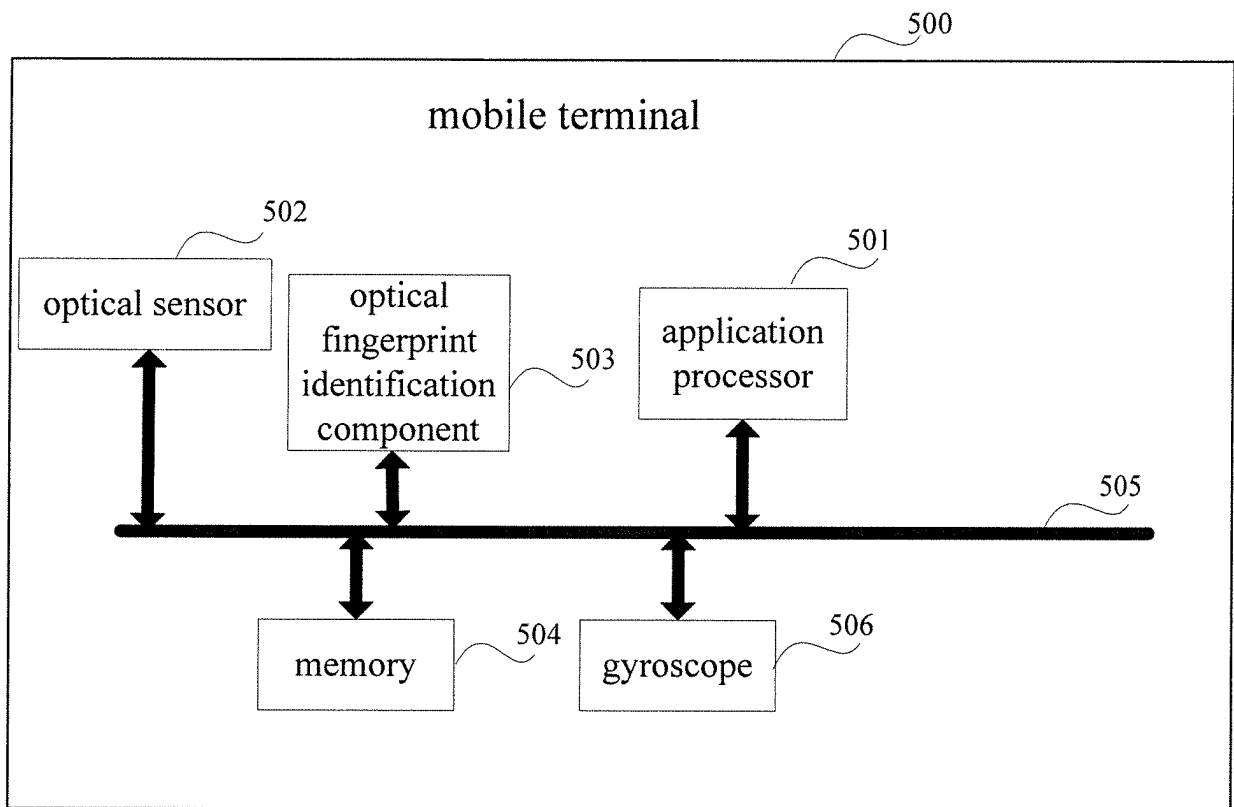 500
mobile terminal
502
optical sensor
optical
fingerprint
identification
component
503
501
application
processor
505
memory
504
gyroscope
506